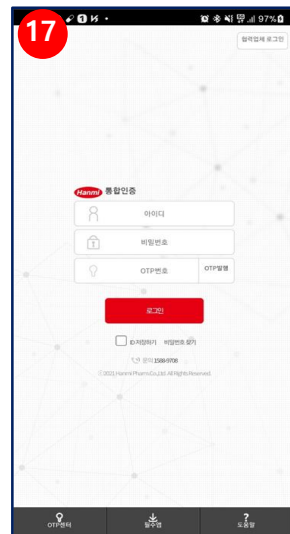 17
97%
협력업체 로그인
Hanmi 통합인증
아이디
비밀번호
OTP번호
OTP발행
로그인
ID 저장하기 비밀번호 찾기
문의 1588-9708
ⓒ 2021, Hanmi Pharm Co., Ltd. All Rights Reserved.
OTP센터
필수앱
도움말